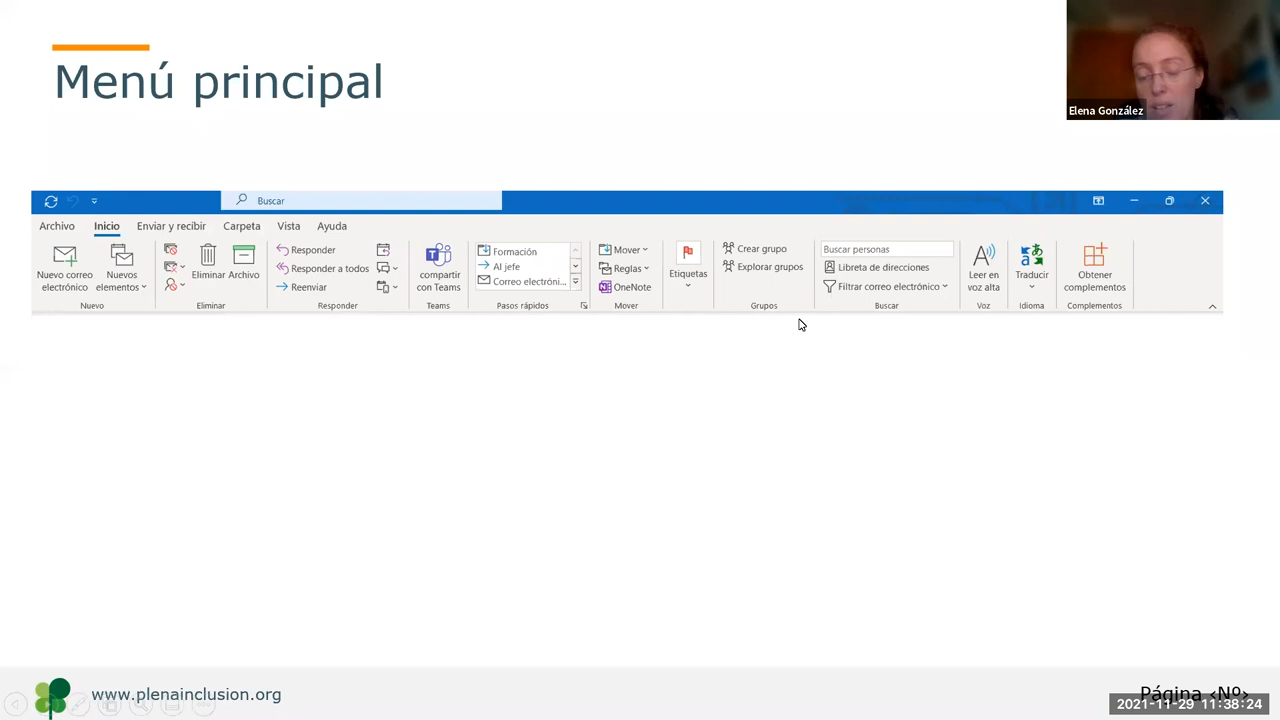 Menú principal
Elena González
Buscar
Archivo Inicio Enviar y recibir Carpeta Vista Ayuda
Nuevo correo electrónico
Nuevos elementos
Nuevo
Eliminar
Archivo
Eliminar
Responder
Responder a todos
Reenviar
Responder
compartir con Teams
Teams
Formación
Al jefe
Correo electróni...
Pasos rápidos
Mover
Reglas
OneNote
Mover
Etiquetas
Crear grupo
Explorar grupos
Grupos
Buscar personas
Libreta de direcciones
Filtrar correo electrónico
Buscar
Leer en voz alta
Voz
Traducir
Idioma
Obtener complementos
Complementos
www.plenainclusion.org
Página ‹Nº›
2021-11-29 11:38:24